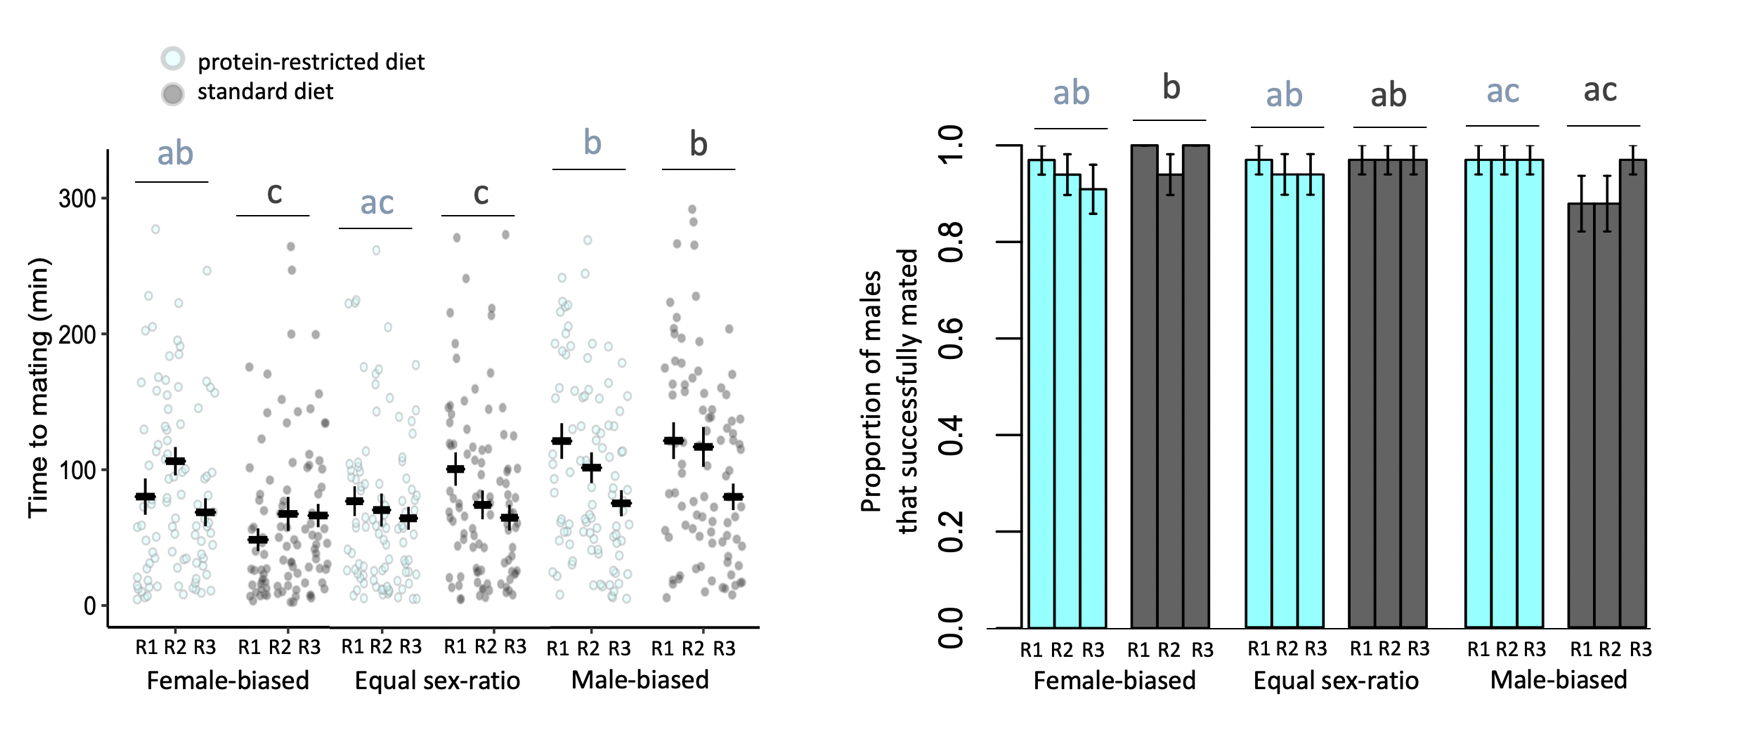 protein-restricted diet
standard diet
ab
c
ac
c
b
b
Time to mating (min)
300
200
100
0
R1 R2 R3 R1 R2 R3 R1 R2 R3 R1 R2 R3 R1 R2 R3 R1 R2 R3
Female-biased Equal sex-ratio Male-biased
ab b ab ab ac ac
Proportion of males
that successfully mated
1.0
0.8
0.6
0.4
0.2
0.0
R1 R2 R3 R1 R2 R3 R1 R2 R3 R1 R2 R3 R1 R2 R3 R1 R2 R3
Female-biased Equal sex-ratio Male-biased